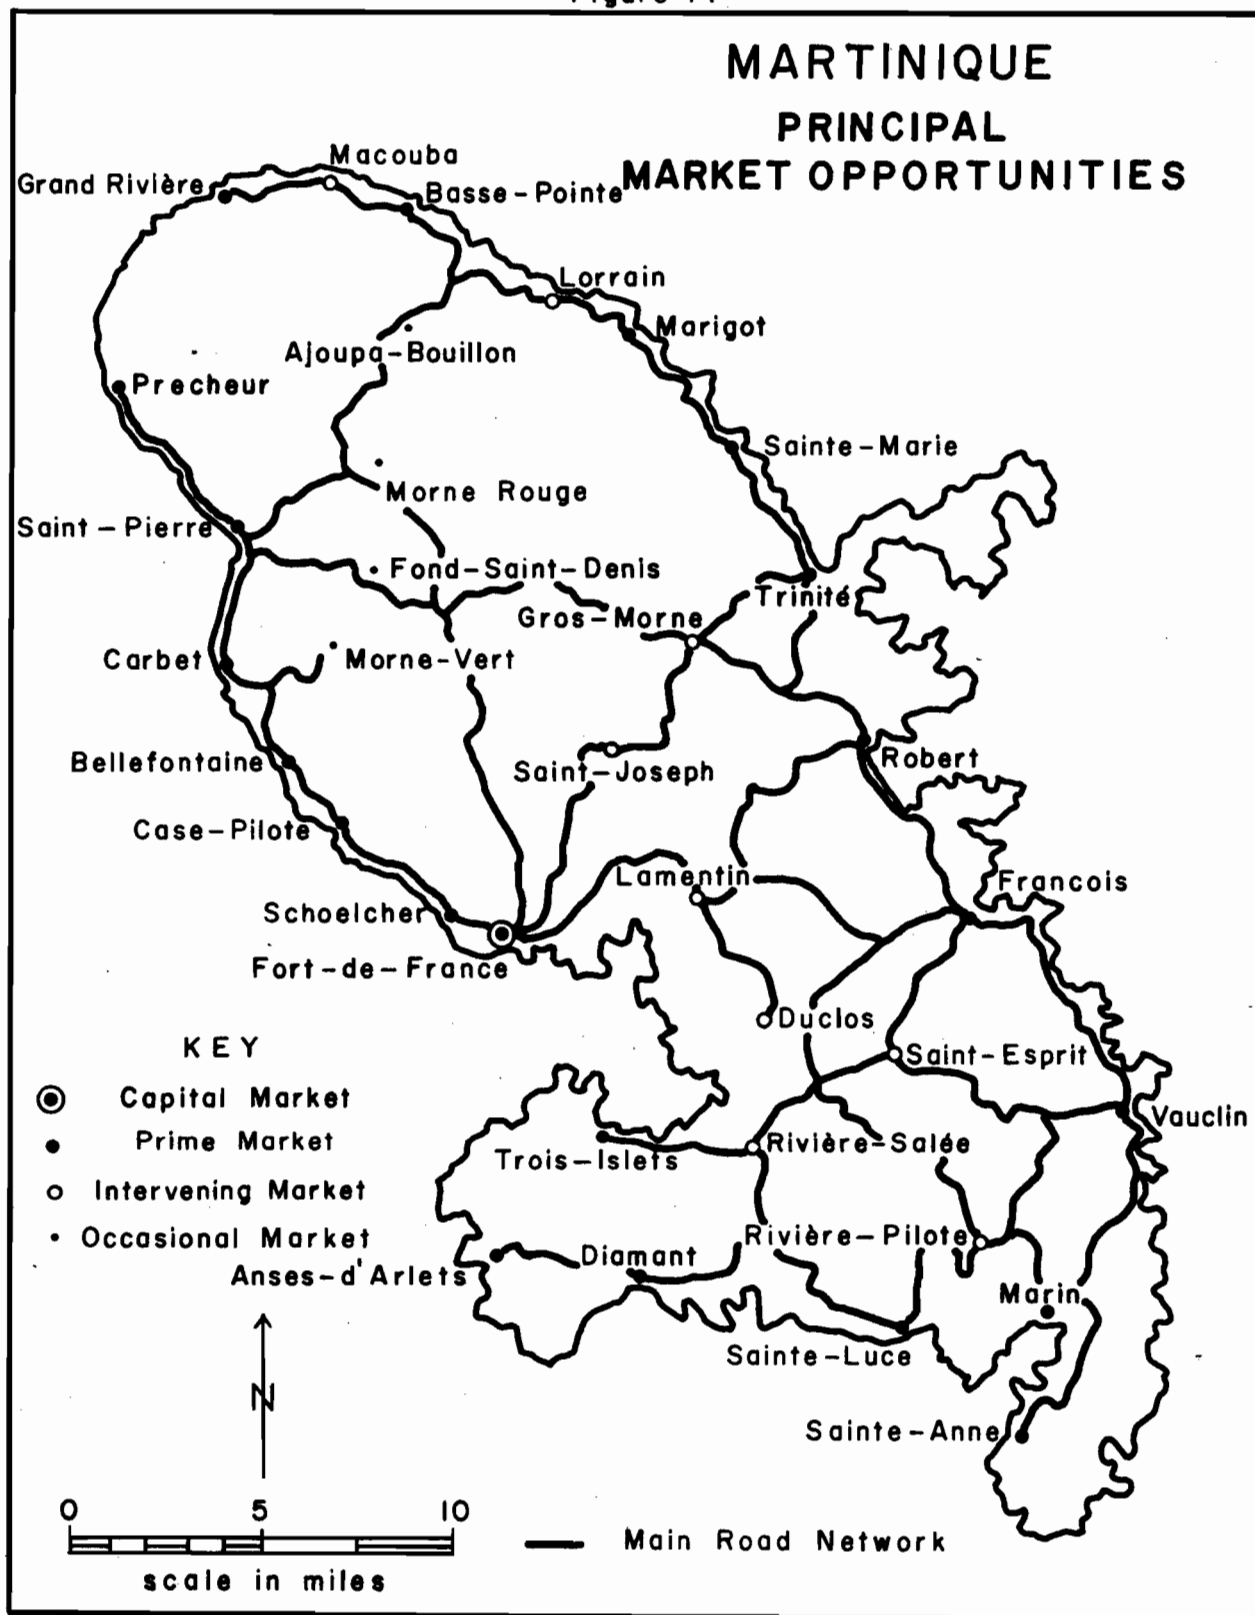 MARTINIQUE
PRINCIPAL
MARKET OPPORTUNITIES
Macouba
Grand Rivière
Basse-Pointe
Lorrain
Marigot
Ajoupa-Bouillon
Precheur
Sainte-Marie
Morne Rouge
Saint-Pierre
Fond-Saint-Denis
Trinité
Gros-Morne
Carbet
Morne-Vert
Robert
Bellefontaine
Saint-Joseph
Case-Pilote
Lamentin
Francois
Schoelcher
Fort-de-France
Duclos
KEY
Saint-Esprit
Capital Market
Vauclin
Prime Market
Rivière-Salée
Trois-Islets
Intervening Market
Occasional Market
Rivière-Pilote
Diamant
Anses-d'Arlets
Marin
Sainte-Luce
N
Sainte-Anne
0 5 10
Main Road Network
scale in miles